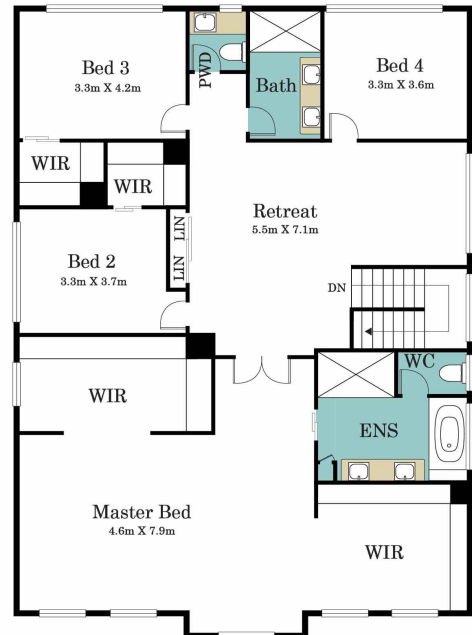 Bed 3
3.3m X 4.2m
PWD
Bath
Bed 4
3.3m X 3.6m
WIR
WIR
Retreat
5.5m X 7.1m
LIN
LIN
Bed 2
3.3m X 3.7m
DN
WC
WIR
ENS
Master Bed
4.6m X 7.9m
WIR